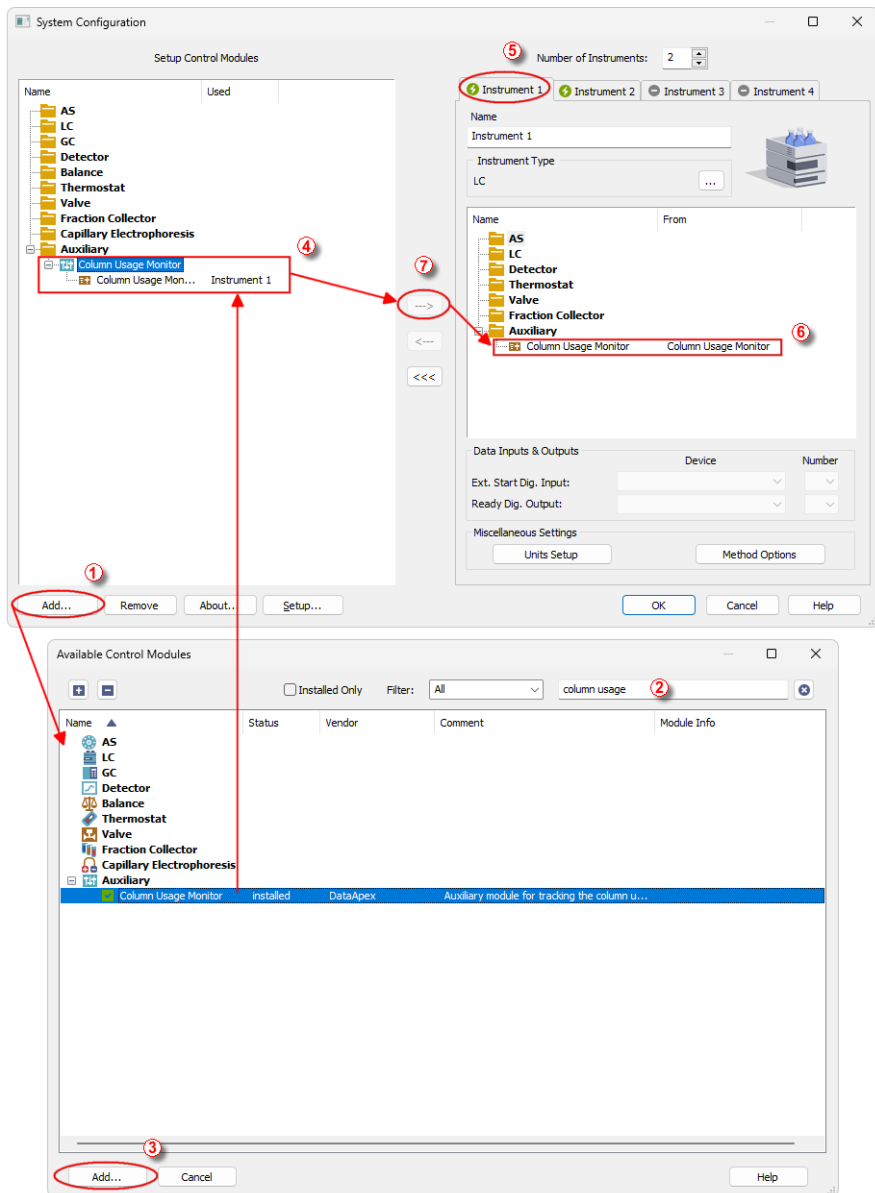 System Configuration
Setup Control Modules
⑤ Number of Instruments: 2
Name Used
AS
LC
GC
Detector
Balance
Thermostat
Valve
Fraction Collector
Capillary Electrophoresis
Auxiliary
Column Usage Monitor
Column Usage Mon... Instrument 1
④
⑦
--->
<---
<<<
Instrument 1 Instrument 2 Instrument 3 Instrument 4
Name
Instrument 1
Instrument Type
LC ...
Name From
AS
LC
Detector
Thermostat
Valve
Fraction Collector
Auxiliary
Column Usage Monitor Column Usage Monitor
⑥
Data Inputs & Outputs
Device Number
Ext. Start Dig. Input:
Ready Dig. Output:
Miscellaneous Settings
Units Setup Method Options
①
Add... Remove About... Setup... OK Cancel Help
Available Control Modules
Installed Only Filter: All column usage ②
Name Status Vendor Comment Module Info
AS
LC
GC
Detector
Balance
Thermostat
Valve
Fraction Collector
Capillary Electrophoresis
Auxiliary
Column Usage Monitor installed DataApex Auxiliary module for tracking the column u...
③
Add... Cancel Help